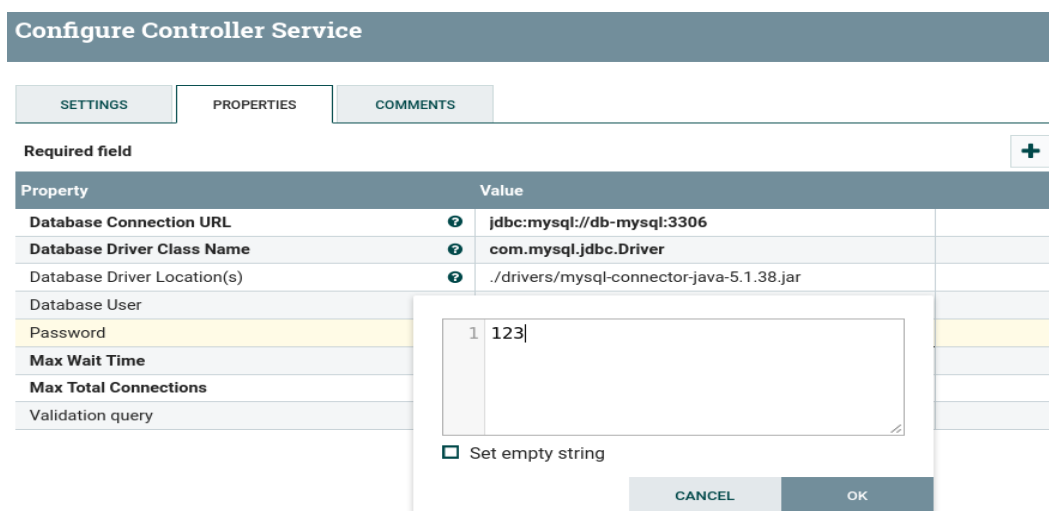 Configure Controller Service
SETTINGS PROPERTIES COMMENTS
Required field
Property Value
Database Connection URL jdbc:mysql://db-mysql:3306
Database Driver Class Name com.mysql.jdbc.Driver
Database Driver Location(s) ./drivers/mysql-connector-java-5.1.38.jar
Database User
Password
Max Wait Time
Max Total Connections
Validation query
1 123
Set empty string
CANCEL OK